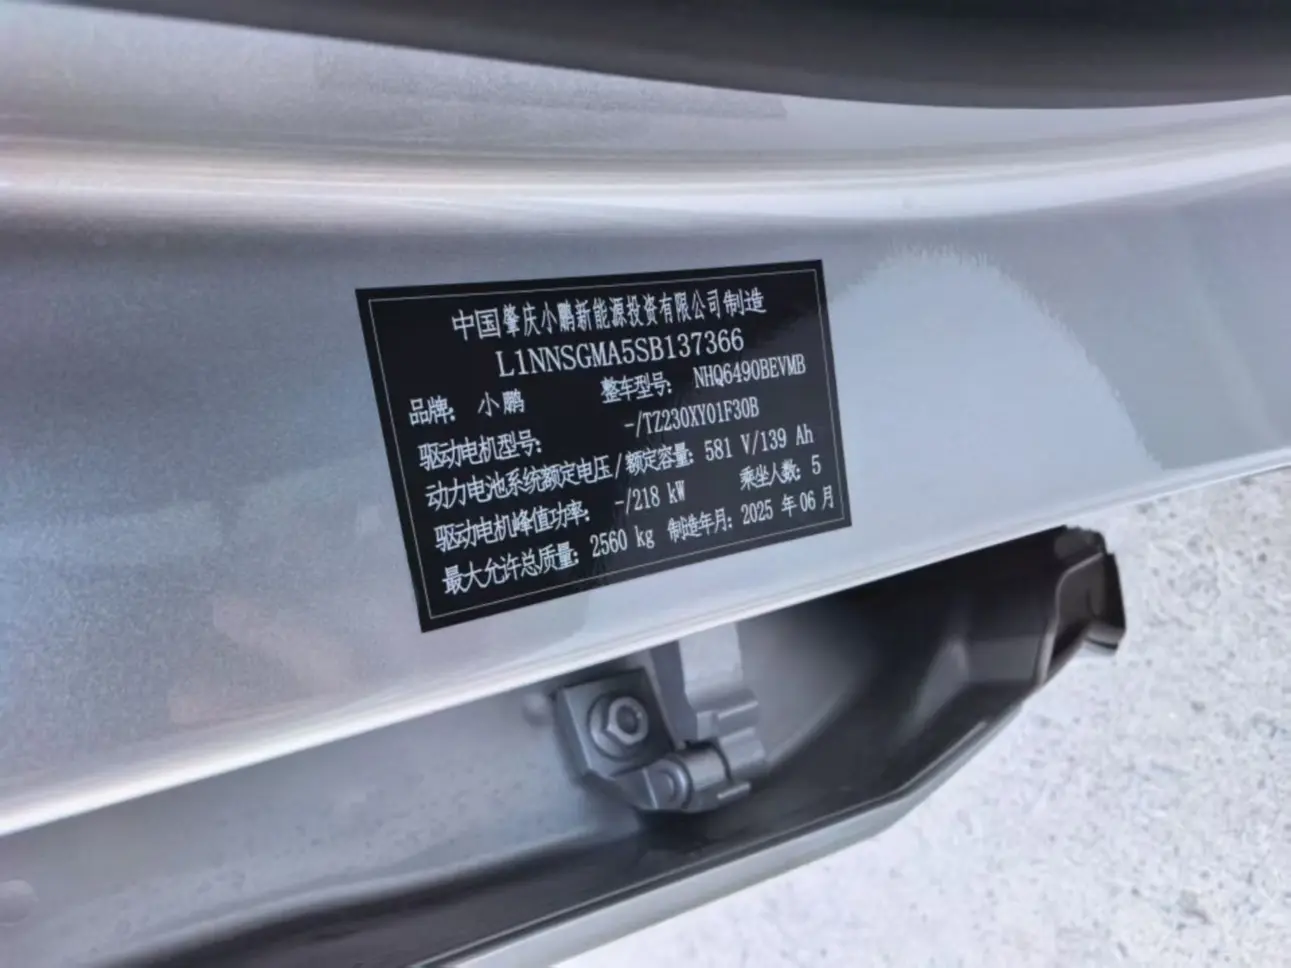 中国肇庆小鹏新能源投资有限公司制造
L1NNSGMA5SB137366
品牌: 小鹏 整车型号: NHQ6490BEVMB
驱动电机型号: -/TZ230XY01F30B
动力电池系统额定电压/额定容量: 581 V/139 Ah
驱动电机峰值功率: -/218 kW 乘坐人数: 5
最大允许总质量: 2560 kg 制造年月: 2025 年 06 月